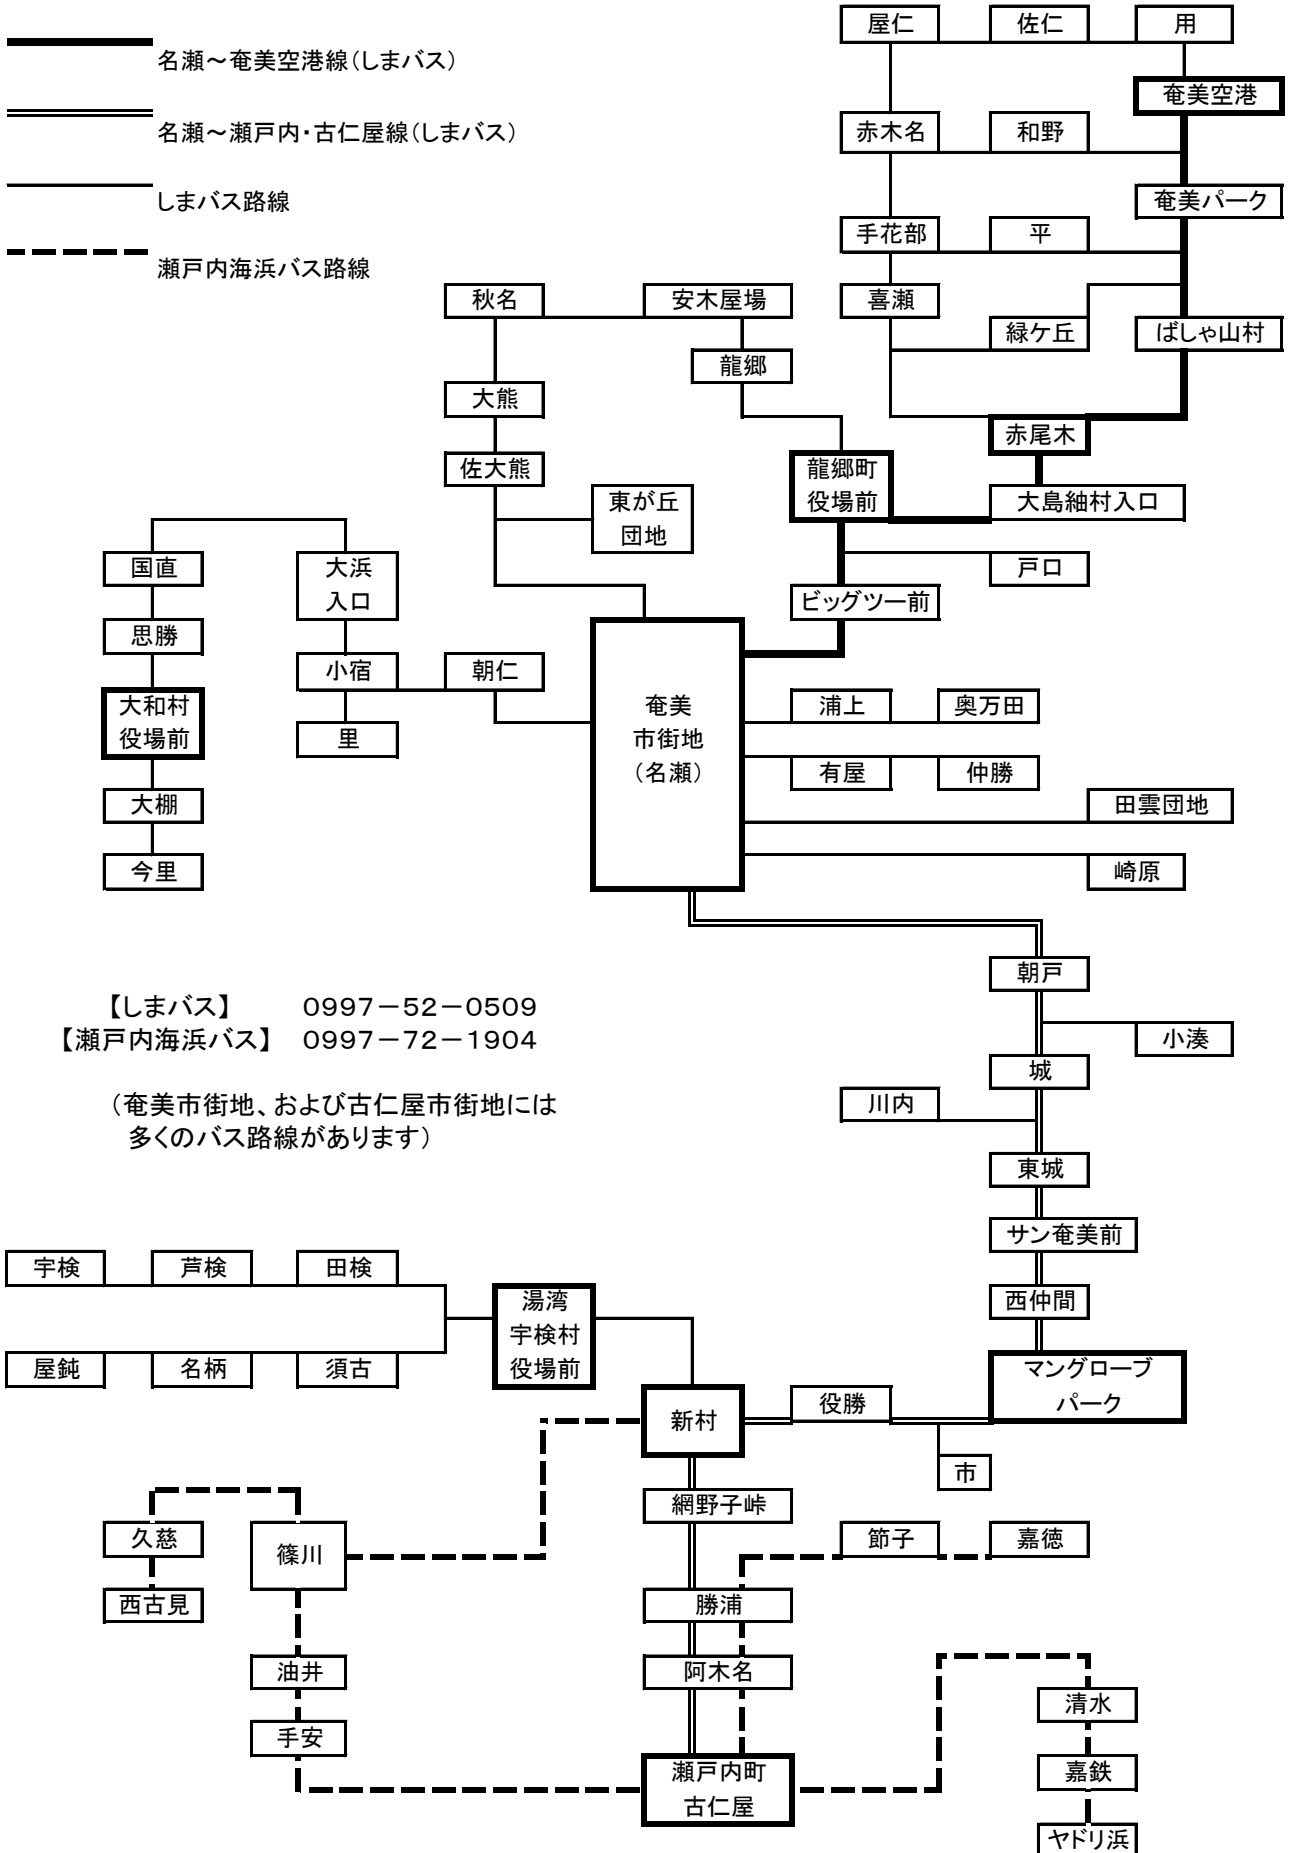 名瀬～奄美空港線（しまバス）
名瀬～瀬戸内・古仁屋線（しまバス）
しまバス路線
瀬戸内海浜バス路線
屋仁
佐仁
用
奄美空港
赤木名
和野
奄美パーク
手花部
平
秋名
安木屋場
喜瀬
緑ケ丘
ばしゃ山村
龍郷
大熊
赤尾木
佐大熊
龍郷町
役場前
東が丘
団地
大島紬村入口
国直
大浜
入口
戸口
ビッグツー前
思勝
小宿
朝仁
大和村
役場前
里
奄美
市街地
（名瀬）
浦上
奥万田
有屋
仲勝
大棚
田雲団地
今里
崎原
朝戸
【しまバス】　0997－52－0509
【瀬戸内海浜バス】　0997－72－1904
小湊
城
（奄美市街地、および古仁屋市街地には
多くのバス路線があります）
川内
東城
サン奄美前
宇検
芦検
田検
湯湾
宇検村
役場前
西仲間
屋鈍
名柄
須古
マングローブ
パーク
新村
役勝
市
網野子峠
久慈
篠川
節子
嘉徳
西古見
勝浦
油井
阿木名
清水
手安
瀬戸内町
古仁屋
嘉鉄
ヤドリ浜